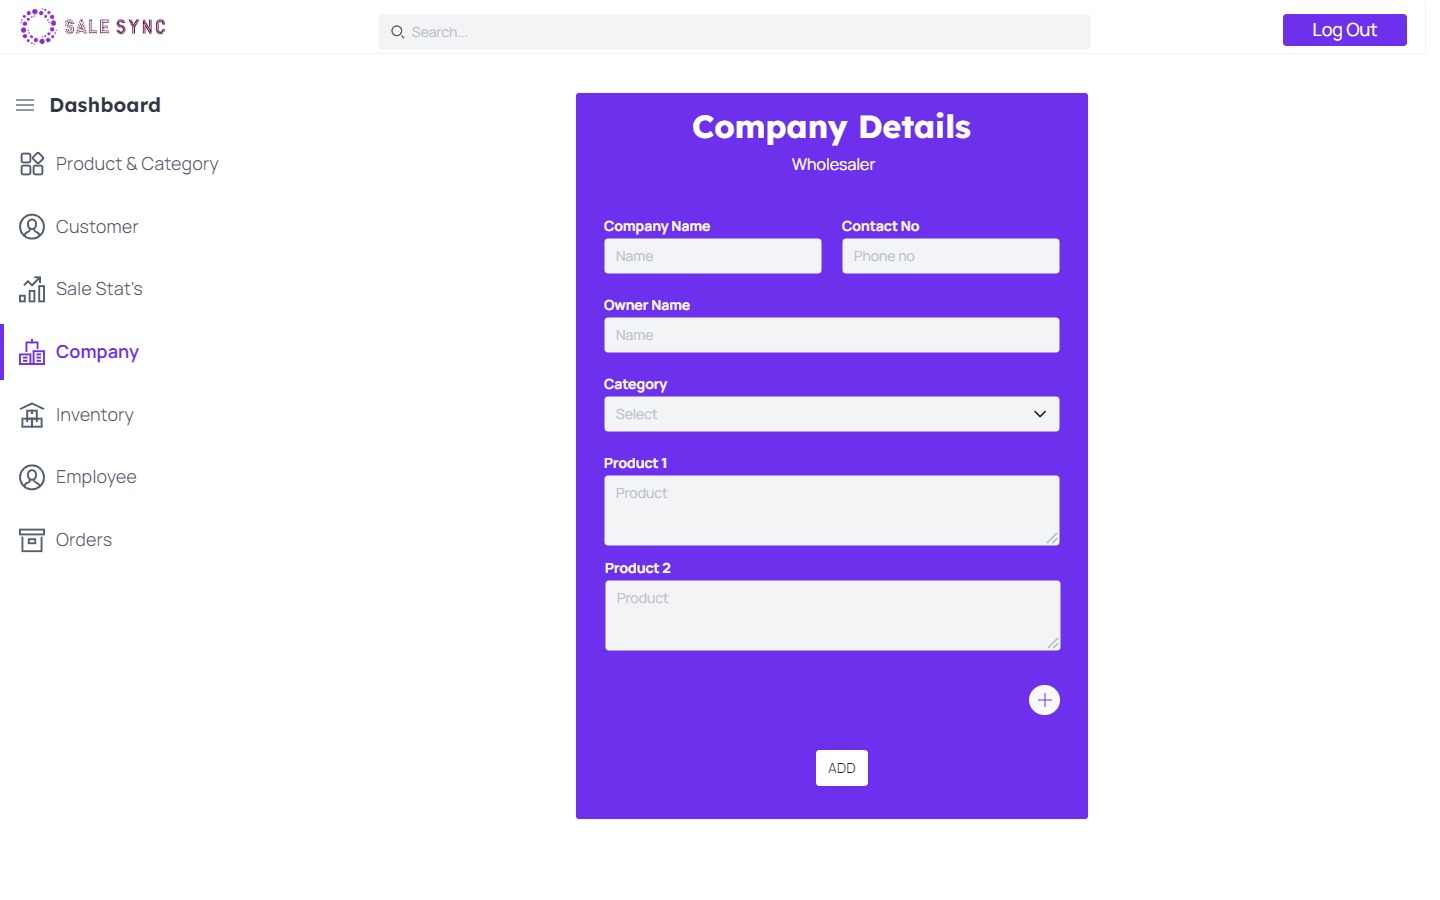 SALE SYNC
Search...
Log Out
Dashboard
Product & Category
Customer
Sale Stat's
Company
Inventory
Employee
Orders
Company Details
Wholesaler
Company Name
Contact No
Name
Phone no
Owner Name
Name
Category
Select
Product 1
Product
Product 2
Product
ADD